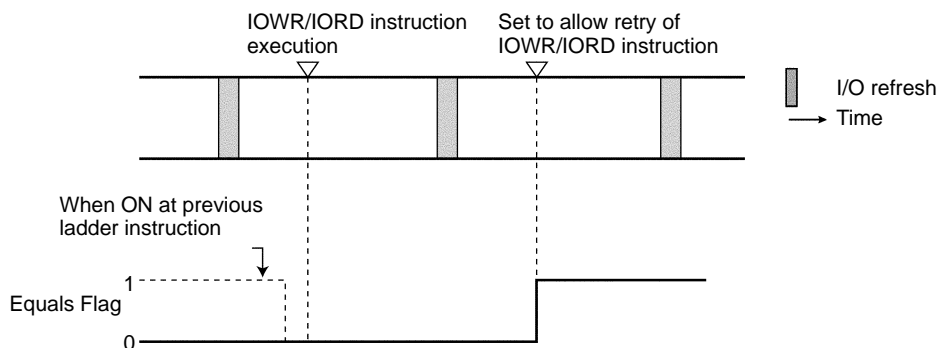 IOWR/IORD instruction
execution
Set to allow retry of
IOWR/IORD instruction
I/O refresh
Time
When ON at previous
ladder instruction
1
Equals Flag
0